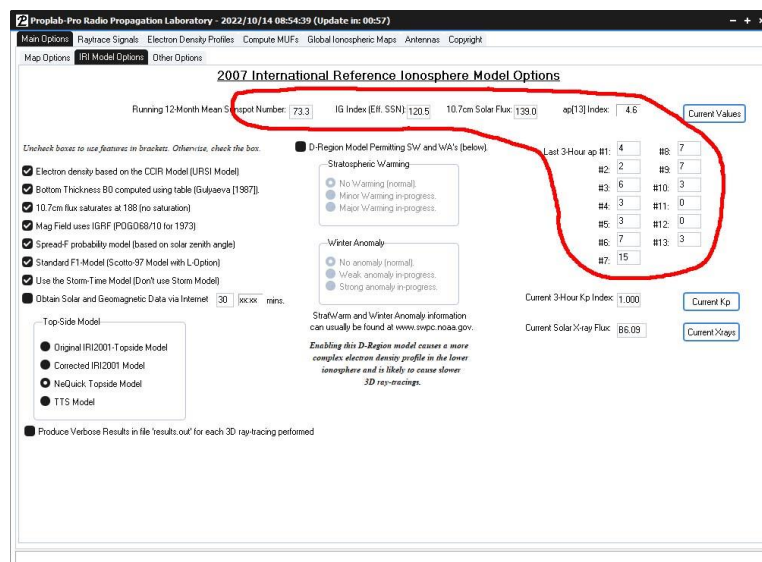 Proplab-Pro Radio Propagation Laboratory - 2022/10/14 08:54:39 (Update in: 00:57)
Main Options Raytrace Signals Electron Density Profiles Compute MUFs Global Ionospheric Maps Antennas Copyright
Map Options IRI Model Options Other Options
2007 International Reference Ionosphere Model Options
Running 12-Month Mean Sunspot Number: 73.3 IG Index (Eff. SSN): 120.5 10.7cm Solar Flux: 139.0 ap[13] Index: 4.6 Current Values
Uncheck boxes to use features in brackets. Otherwise, check the box.
Electron density based on the CCIR Model (URSI Model)
Bottom Thickness B0 computed using table (Gulyaeva [1987]).
10.7cm flux saturates at 188 (no saturation)
Mag Field uses IGRF (POGO68/10 for 1973)
Spread-F probability model (based on solar zenith angle)
Standard F1-Model (Scotto-97 Model with L-Option)
Use the Storm-Time Model (Don't use Storm Model)
Obtain Solar and Geomagnetic Data via Internet 30 xx:xx mins.
Top-Side Model
Original IRI2001-Topside Model
Corrected IRI2001 Model
NeQuick Topside Model
TTS Model
Produce Verbose Results in file 'results.out' for each 3D ray-tracing performed
D-Region Model Permitting SW and WA's (below).
Stratospheric Warming
No Warming (normal).
Minor Warming in-progress.
Major Warming in-progress.
Winter Anomaly
No anomaly (normal).
Weak anomaly in-progress.
Strong anomaly in-progress.
StratWarm and Winter Anomaly information
can usually be found at www.swpc.noaa.gov.
Enabling this D-Region model causes a more
complex electron density profile in the lower
ionosphere and is likely to cause slower
3D ray-tracings.
Last 3-Hour ap #1: 4 #8: 7
#2: 2 #9: 7
#3: 6 #10: 3
#4: 3 #11: 0
#5: 3 #12: 0
#6: 7 #13: 3
#7: 15
Current 3-Hour Kp Index: 1.000 Current Kp
Current Solar X-ray Flux: B6.09 Current Xrays